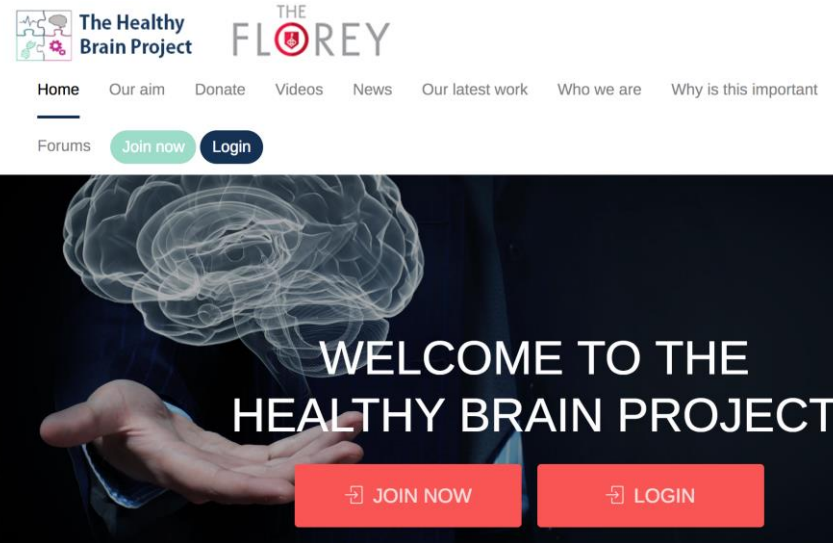 The Healthy
Brain Project
THE
FLOREY
Home Our aim Donate Videos News Our latest work Who we are Why is this important
Forums Join now Login
WELCOME TO THE
HEALTHY BRAIN PROJECT
JOIN NOW LOGIN